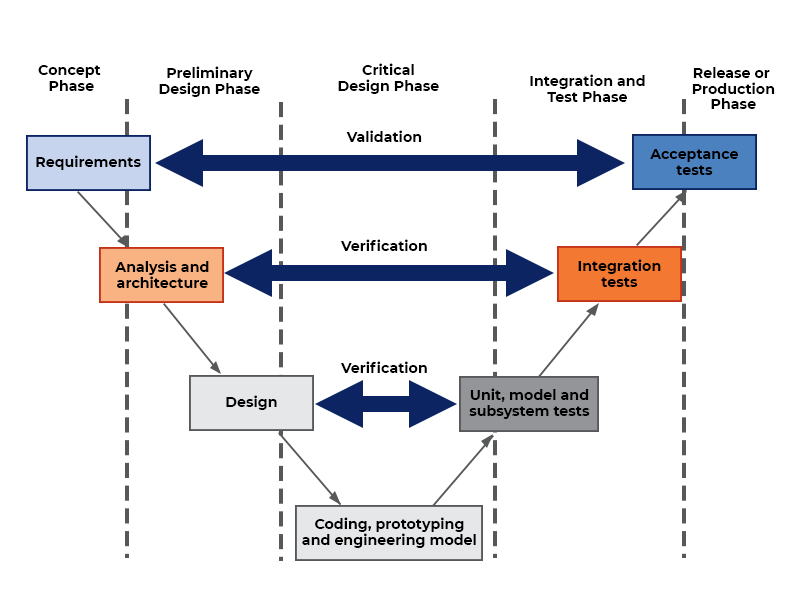 Concept
Phase
Preliminary
Design Phase
Critical
Design Phase
Integration and
Test Phase
Release or
Production
Phase
Validation
Requirements
Acceptance
tests
Verification
Analysis and
architecture
Integration
tests
Verification
Design
Unit, model and
subsystem tests
Coding, prototyping
and engineering model